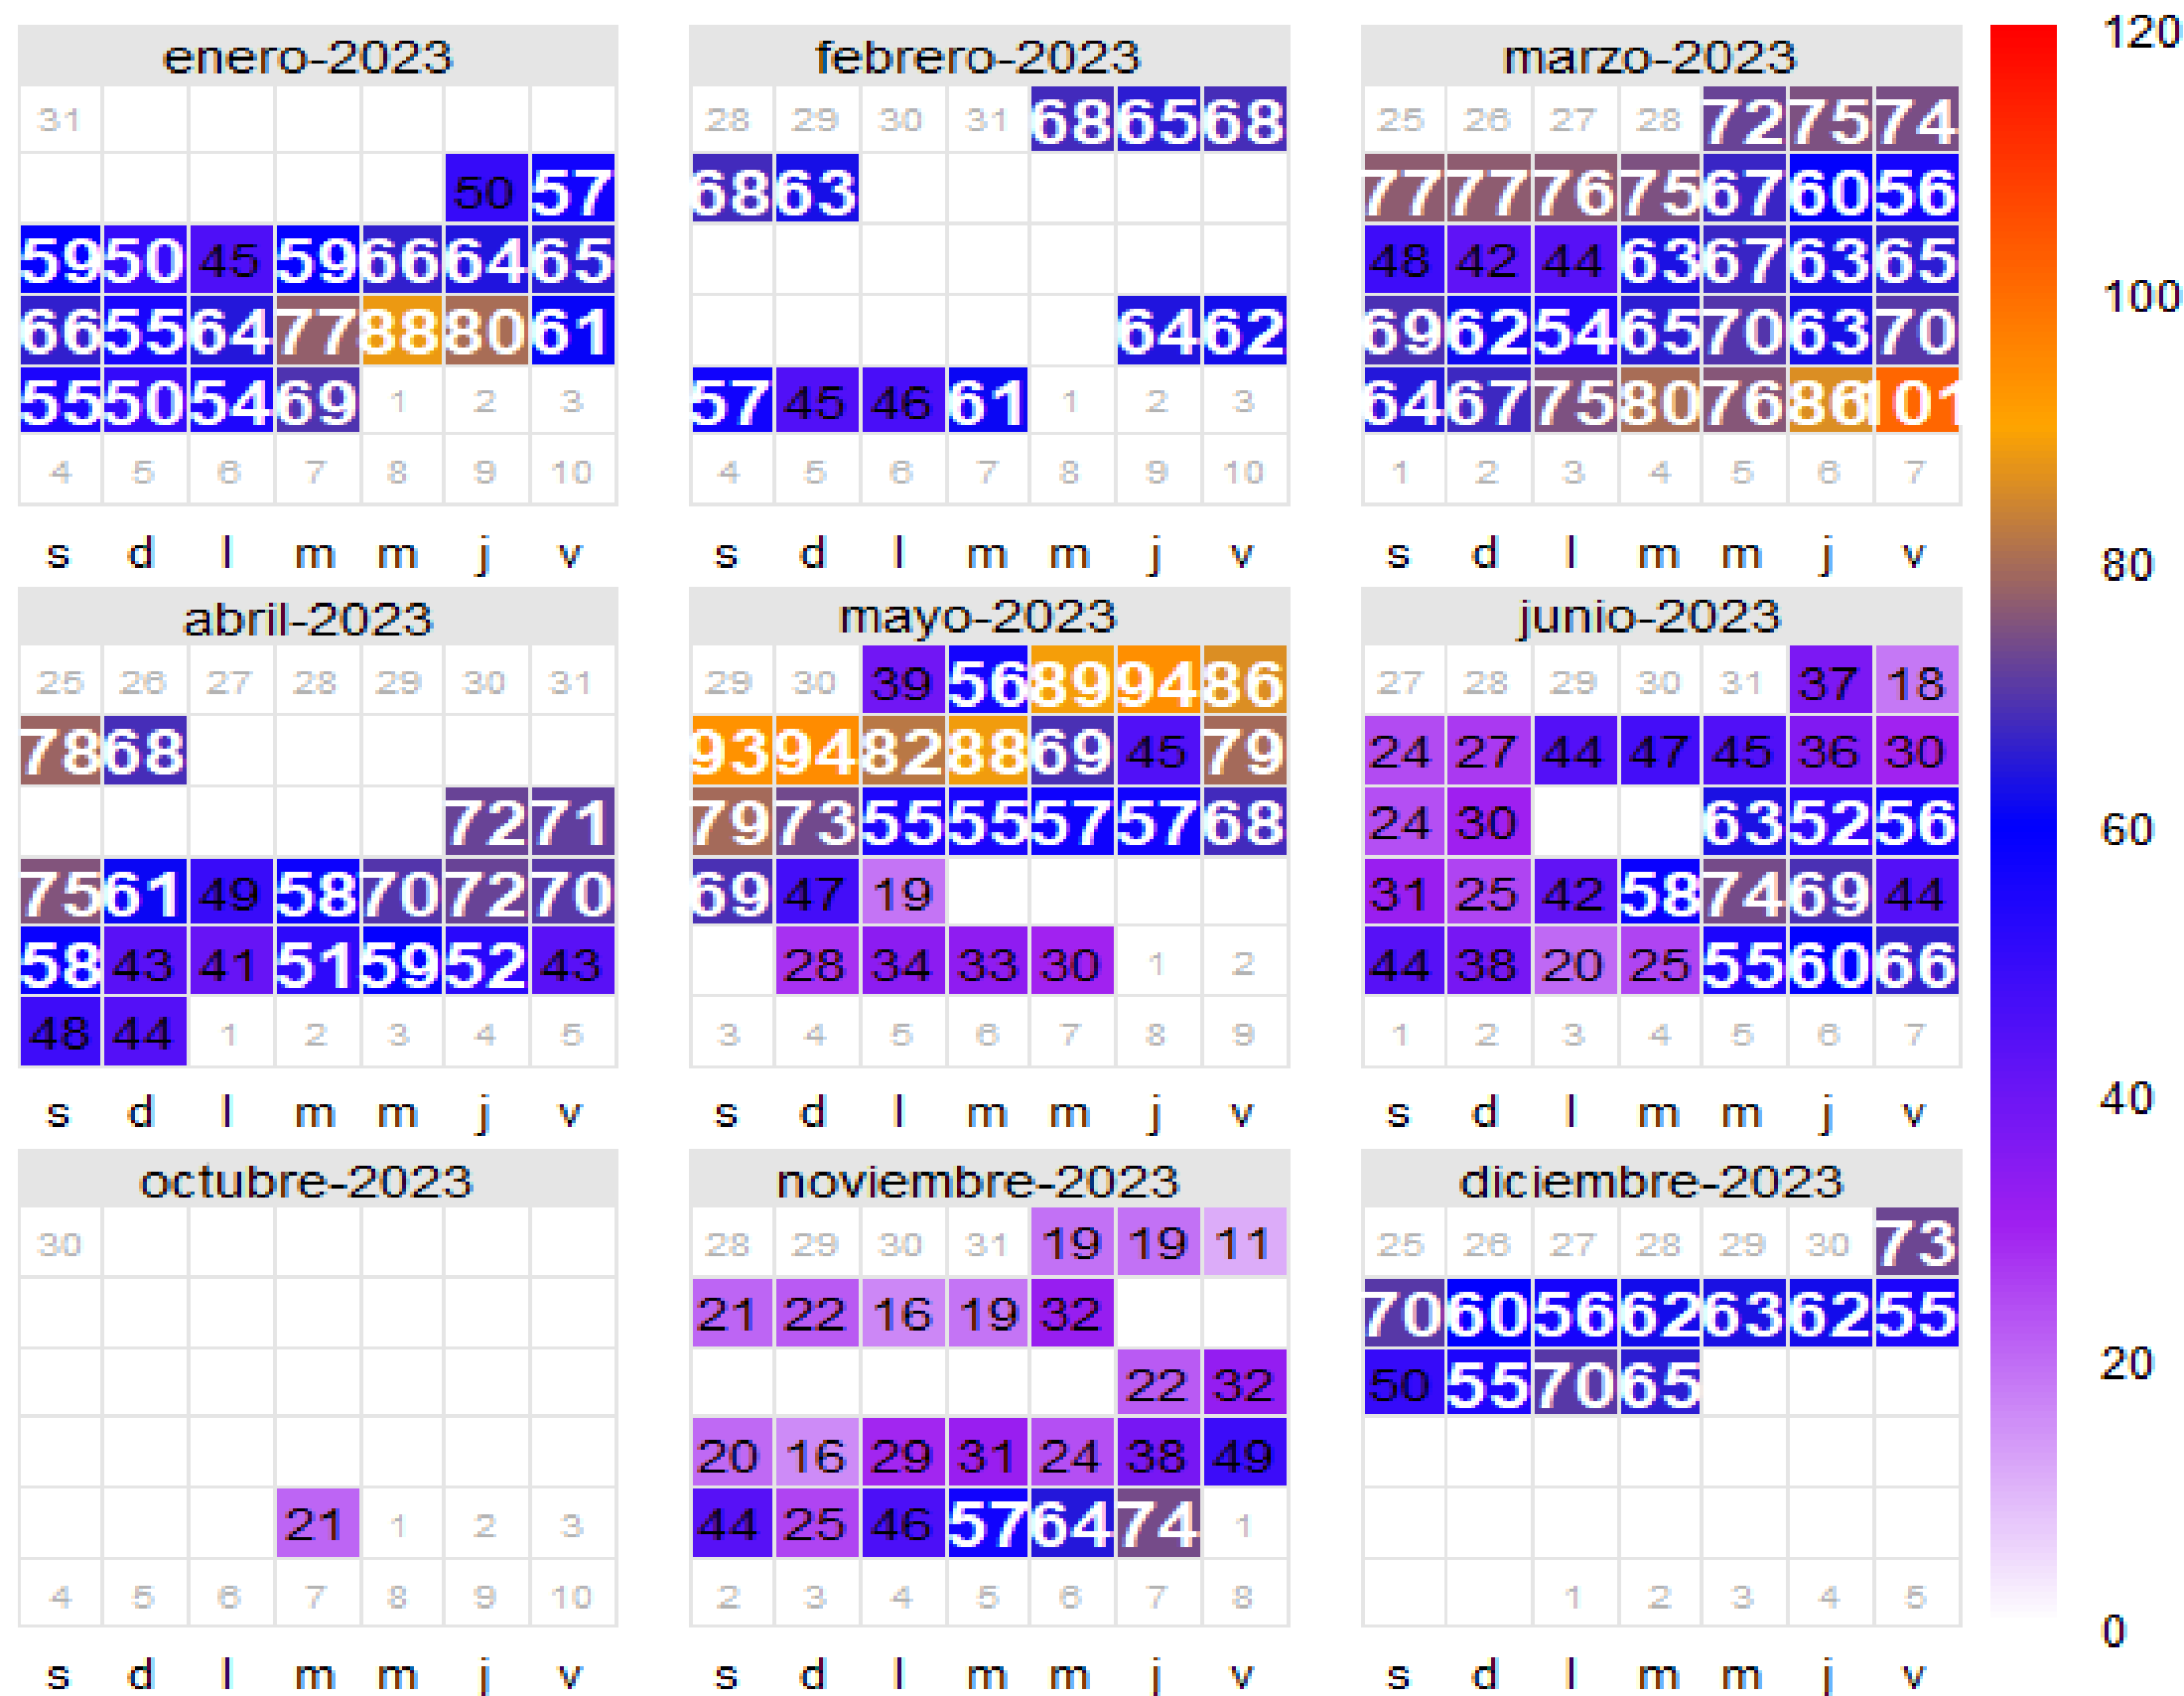 enero-2023
31
50 57
59 50 45 59 66 64 65
66 55 64 77 88 80 61
55 50 54 69 1 2 3
4 5 6 7 8 9 10
s d l m m j v
febrero-2023
28 29 30 31 68 65 68
68 63
64 62
57 45 46 61 1 2 3
4 5 6 7 8 9 10
s d l m m j v
marzo-2023
25 26 27 28 72 75 74
77 77 76 75 67 60 56
48 42 44 63 67 63 65
69 62 54 65 70 63 70
64 67 75 80 76 86 101
1 2 3 4 5 6 7
s d l m m j v
abril-2023
25 26 27 28 29 30 31
78 68
72 71
75 61 49 58 70 72 70
58 43 41 51 59 52 43
48 44 1 2 3 4 5
s d l m m j v
mayo-2023
29 30 39 56 89 94 86
93 94 82 88 69 45 79
79 73 55 55 57 57 68
69 47 19
28 34 33 30 1 2
3 4 5 6 7 8 9
s d l m m j v
junio-2023
27 28 29 30 31 37 18
24 27 44 47 45 36 30
24 30 63 52 56
31 25 42 58 74 69 44
44 38 20 25 55 60 66
1 2 3 4 5 6 7
s d l m m j v
octubre-2023
30
21 1 2 3
4 5 6 7 8 9 10
s d l m m j v
noviembre-2023
28 29 30 31 19 19 11
21 22 16 19 32
22 32
20 16 29 31 24 38 49
44 25 46 57 64 74 1
2 3 4 5 6 7 8
s d l m m j v
diciembre-2023
25 26 27 28 29 30 73
70 60 56 62 63 62 55
50 55 70 65
1 2 3 4 5
s d l m m j v
120
100
80
60
40
20
0